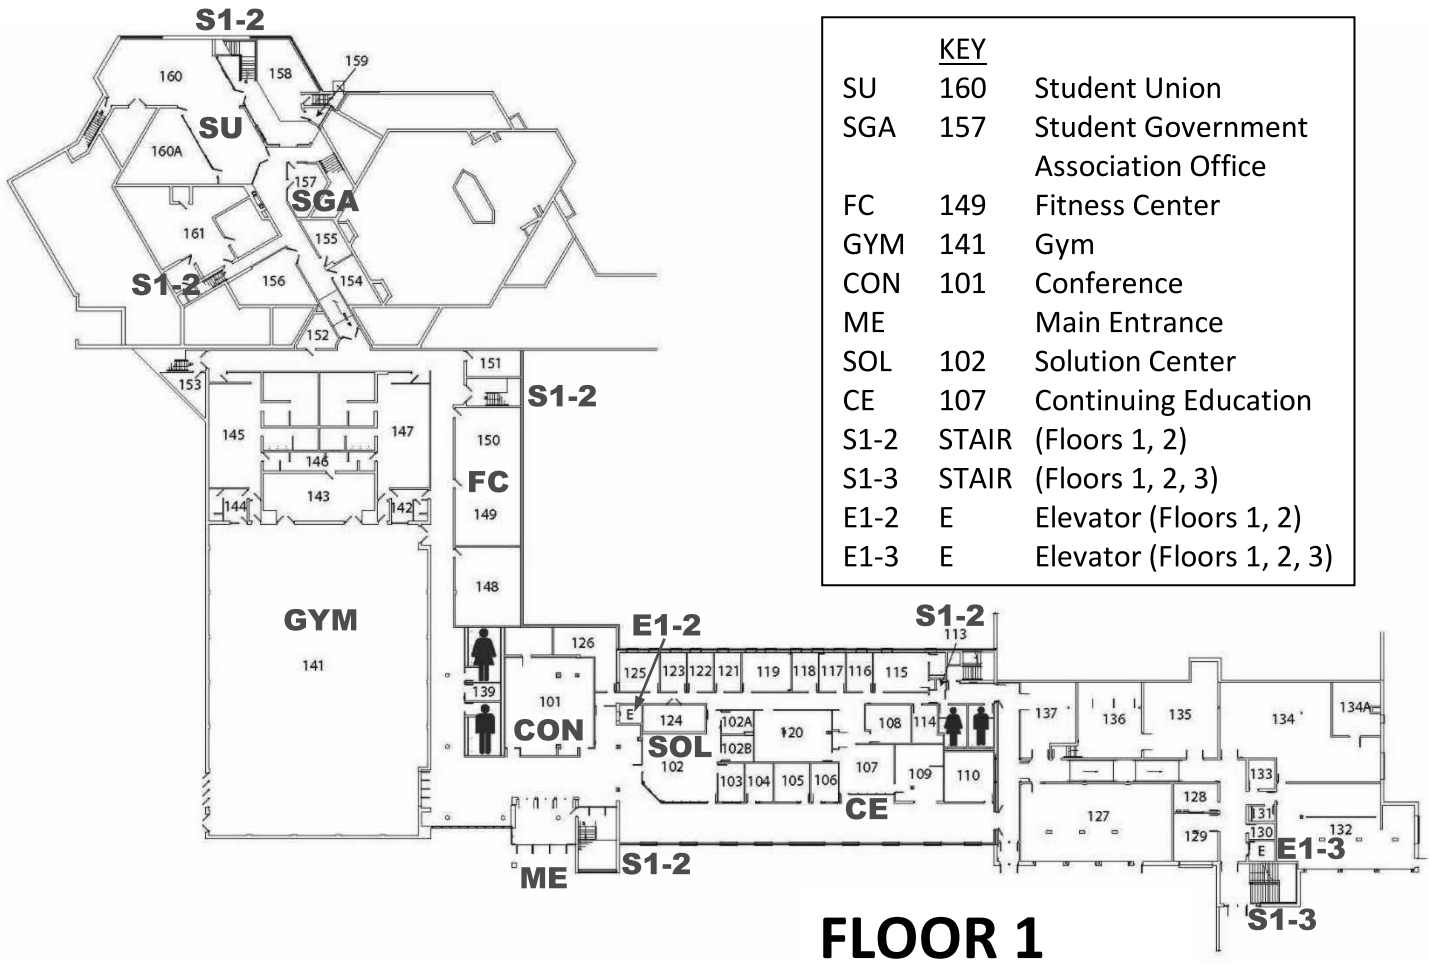 S1-2
KEY
SU 160 Student Union
SGA 157 Student Government
Association Office
FC 149 Fitness Center
GYM 141 Gym
CON 101 Conference
ME Main Entrance
SOL 102 Solution Center
CE 107 Continuing Education
S1-2 STAIR (Floors 1, 2)
S1-3 STAIR (Floors 1, 2, 3)
E1-2 E Elevator (Floors 1, 2)
E1-3 E Elevator (Floors 1, 2, 3)
159
160 158
SU
160A
157
SGA
161 155
S1-2 156 154
152
151
153
S1-2
145 147
150
146
FC
143
144 142 149
148
GYM
141
E1-2 S1-2
113
126
125 123 122 121 119 118 117 116 115
139
101
CON
E 124
SOL
102
102A
102B
120
108 114
103 104 105 106
107 109 110
CE
137 136 135 134 134A
133
127 128
129
131
130
E
132
E1-3
ME
S1-2
S1-3
FLOOR 1